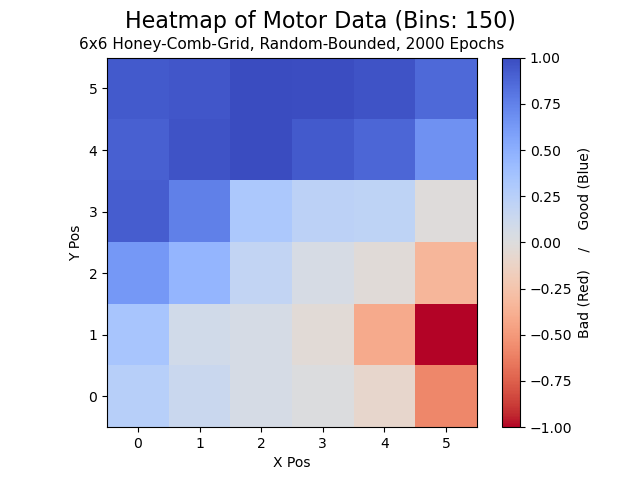 Heatmap of Motor Data (Bins: 150)
6x6 Honey-Comb-Grid, Random-Bounded, 2000 Epochs
Y Pos
5
4
3
2
1
0
0 1 2 3 4 5
X Pos
1.00
0.75
0.50
0.25
0.00
−0.25
−0.50
−0.75
−1.00
Bad (Red) / Good (Blue)